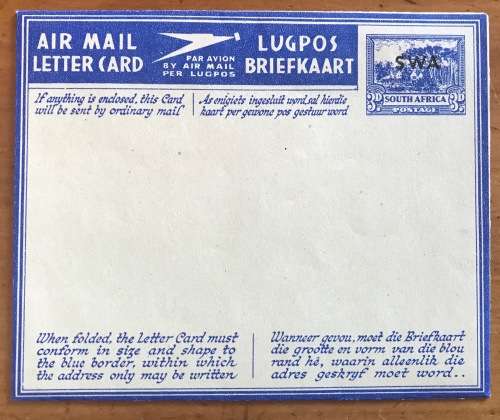 AIR MAIL
LETTER CARD
PAR AVION
BY AIR MAIL
PER LUGPOS
LUGPOS
BRIEFKAART
SWA
3D SOUTH AFRICA 3D
POSTAGE
If anything is enclosed, this Card
will be sent by ordinary mail
As enigiets ingesluit word, sal hierdie
kaart per gewone pos gestuur word
When folded, the letter Card must
conform in size and shape to
the blue border, within which
the address only may be written
Wanneer gevou, moet die Briefkaart
die grootte en vorm van die blou
rand hê, waarin alleenlik die
adres geskryf moet word..